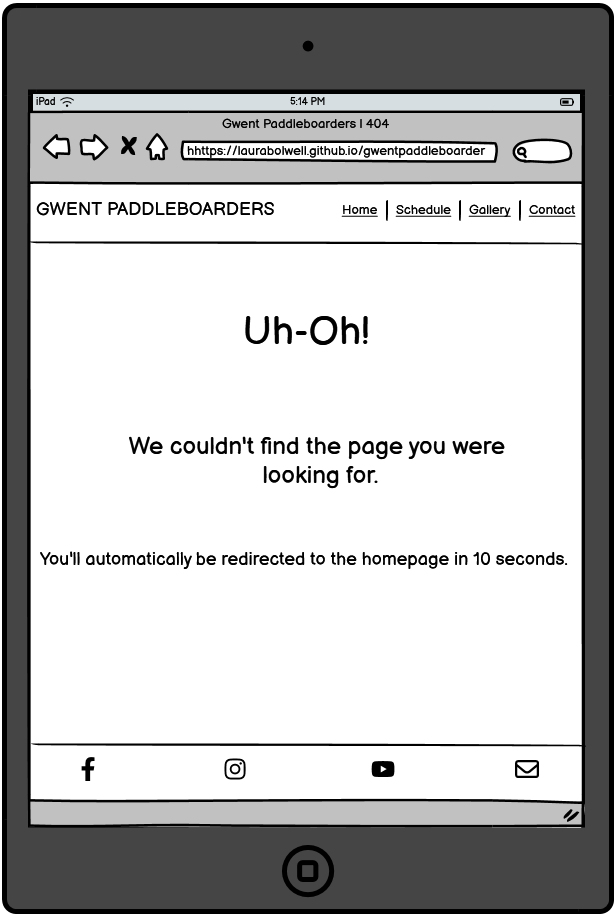 iPad
5:14 PM
Gwent Paddleboarders | 404
hhttps://laurabolwell.github.io/gwentpaddleboarder
GWENT PADDLEBOARDERS
Home | Schedule | Gallery | Contact
Uh-Oh!
We couldn't find the page you were
looking for.
You'll automatically be redirected to the homepage in 10 seconds.